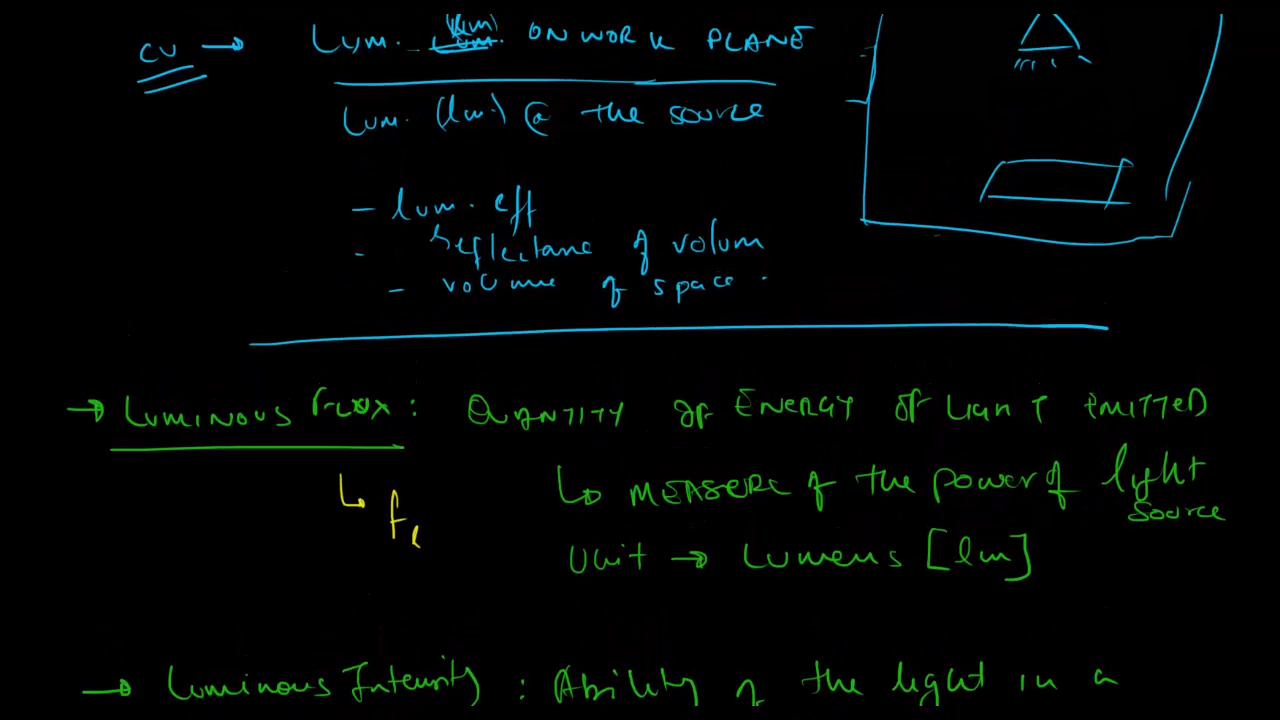 CU → Lum. (lm) ON WORK PLANE
Lum. (lm) @ the source
- lum. eff
- reflectane of volum
- volume of space.
→ LUMINOUS FLUX: QUANTITY OF ENERGY OF LIGHT EMITTED
↳ MEASURE of the power of light source
↳ f
Unit → Lumens [lm]
→ Luminous Intensity : Ability of the light in a